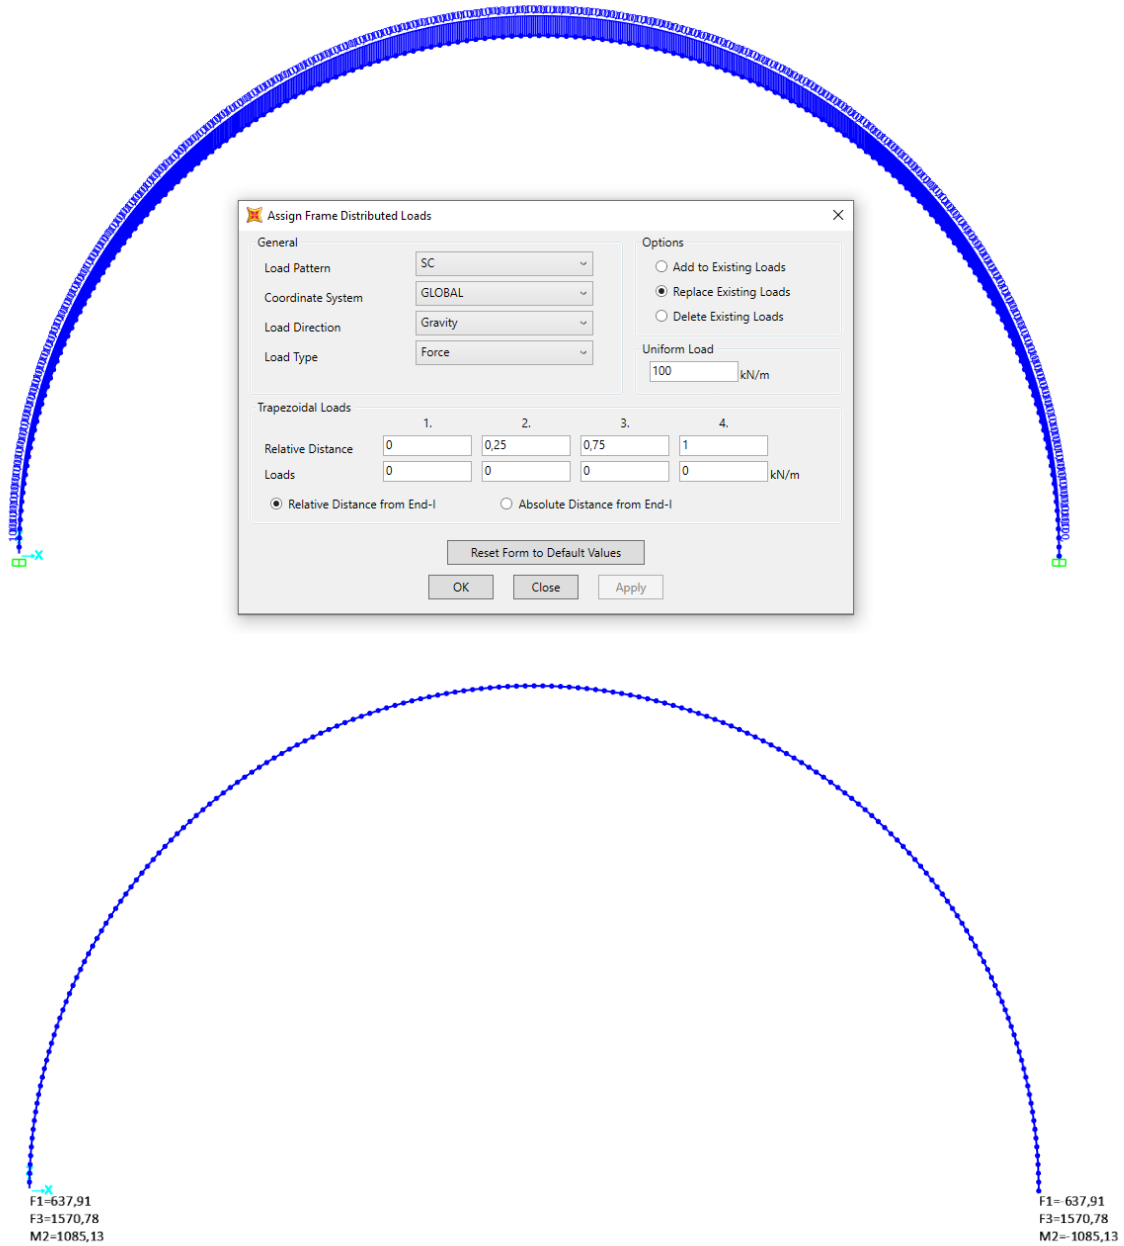 Assign Frame Distributed Loads
General
Load Pattern SC
Coordinate System GLOBAL
Load Direction Gravity
Load Type Force
Options
Add to Existing Loads
Replace Existing Loads
Delete Existing Loads
Uniform Load
100 kN/m
Trapezoidal Loads
1. 2. 3. 4.
Relative Distance 0 0,25 0,75 1
Loads 0 0 0 0 kN/m
Relative Distance from End-I Absolute Distance from End-I
Reset Form to Default Values
OK Close Apply
X
X
F1=637,91
F3=1570,78
M2=1085,13
F1=-637,91
F3=1570,78
M2=-1085,13